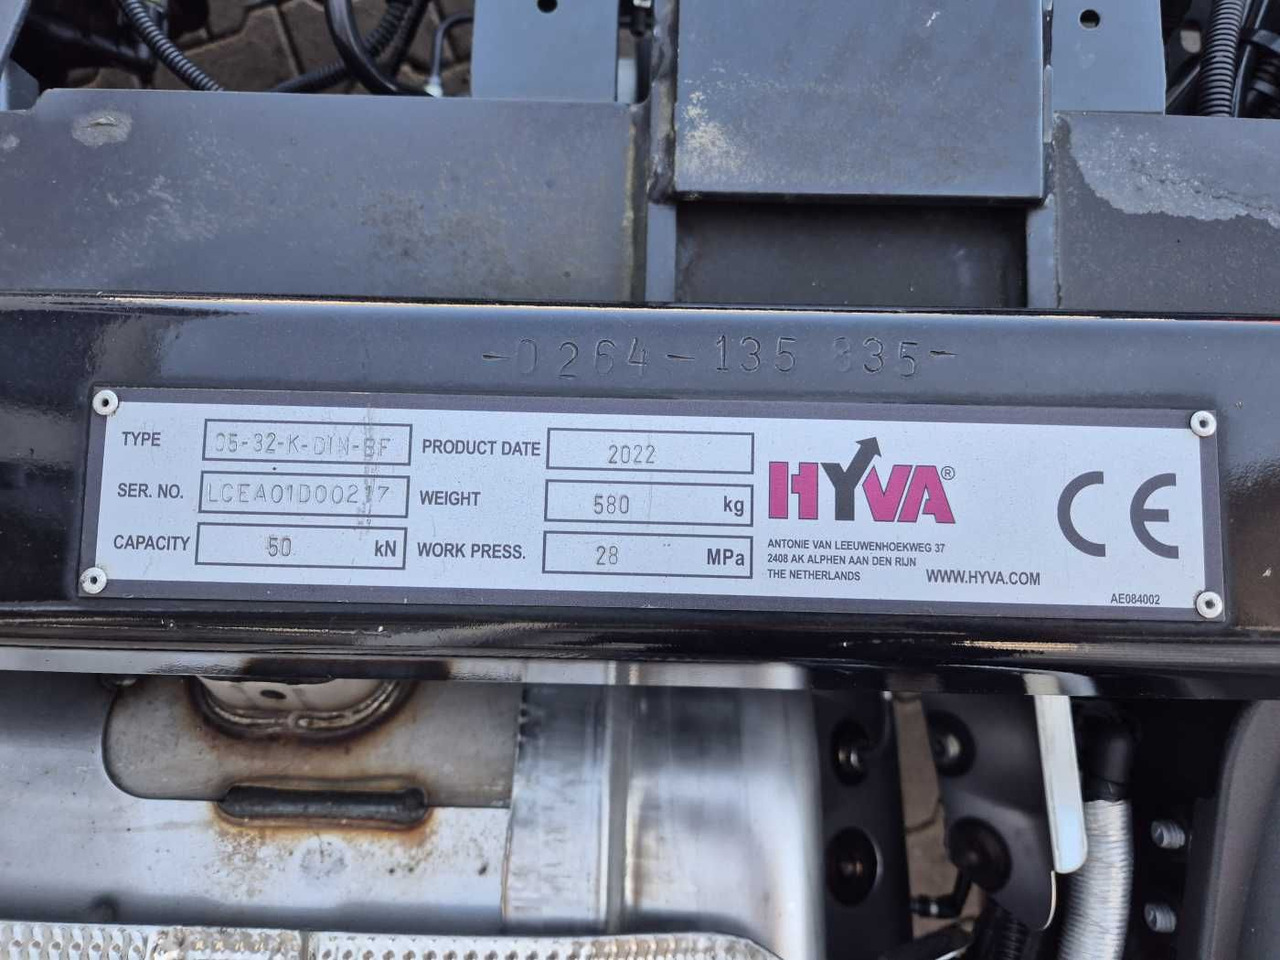 -0264-135 835-
TYPE 05-32-K-DIN-BF PRODUCT DATE 2022
SER. NO. LCEA01D00217 WEIGHT 580 kg
CAPACITY 50 kN WORK PRESS. 28 MPa
HYVA®
ANTONIE VAN LEEUWENHOEKWEG 37
2408 AK ALPHEN AAN DEN RIJN
THE NETHERLANDS WWW.HYVA.COM
CE
AE084002